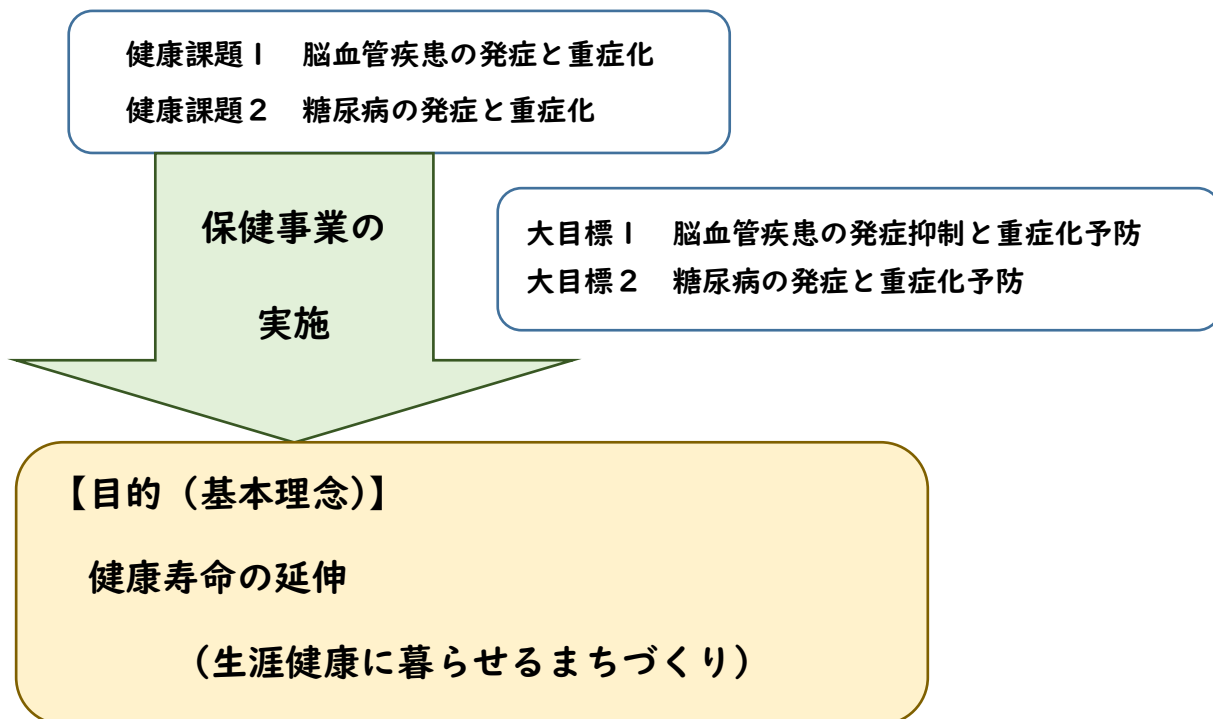 健康課題１　脳血管疾患の発症と重症化
健康課題２　糖尿病の発症と重症化
保健事業の
実施
大目標１　脳血管疾患の発症抑制と重症化予防
大目標２　糖尿病の発症と重症化予防
【目的（基本理念）】
健康寿命の延伸
（生涯健康に暮らせるまちづくり）